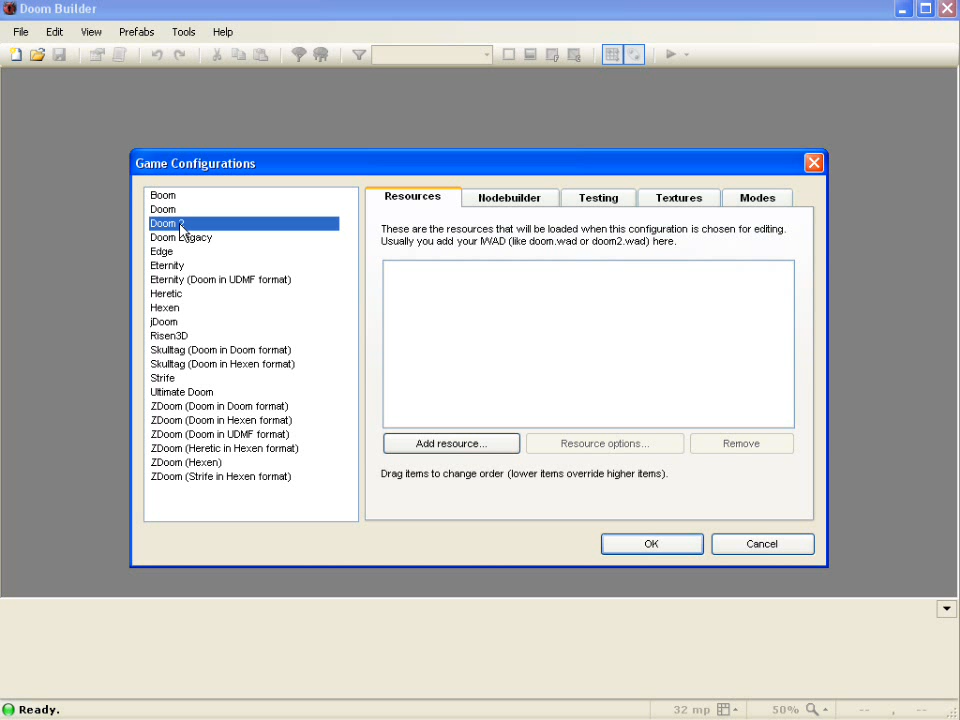 Doom Builder
File Edit View Prefabs Tools Help
Game Configurations
Boom
Doom
Doom 2
Doom Legacy
Edge
Eternity
Eternity (Doom in UDMF format)
Heretic
Hexen
jDoom
Risen3D
Skulltag (Doom in Doom format)
Skulltag (Doom in Hexen format)
Strife
Ultimate Doom
ZDoom (Doom in Doom format)
ZDoom (Doom in Hexen format)
ZDoom (Doom in UDMF format)
ZDoom (Heretic in Hexen format)
ZDoom (Hexen)
ZDoom (Strife in Hexen format)
Resources Nodebuilder Testing Textures Modes
These are the resources that will be loaded when this configuration is chosen for editing.
Usually you add your IWAD (like doom.wad or doom2.wad) here.
Add resource... Resource options... Remove
Drag items to change order (lower items override higher items).
OK Cancel
Ready. 32 mp 50% -- , --